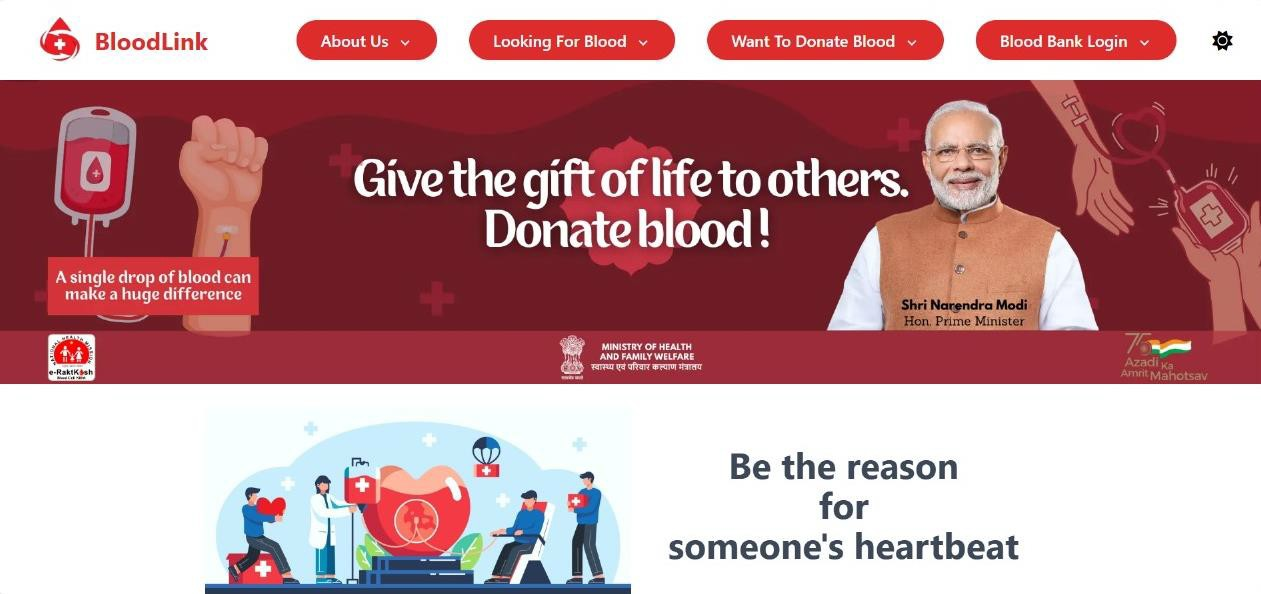 BloodLink
About Us
Looking For Blood
Want To Donate Blood
Blood Bank Login
Give the gift of life to others.
Donate blood !
A single drop of blood can
make a huge difference
Shri Narendra Modi
Hon. Prime Minister
NATIONAL HEALTH MISSION
e-RaktKosh
MINISTRY OF HEALTH
AND FAMILY WELFARE
स्वास्थ्य एवं परिवार कल्याण मंत्रालय
75
Azadi Ka
Amrit Mahotsav
Be the reason
for
someone's heartbeat